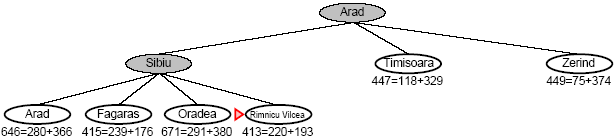 Arad
Sibiu
Timisoara
Zerind
447=118+329
449=75+374
Arad
Fagaras
Oradea
Rimnicu Vilcea
646=280+366
415=239+176
671=291+380
413=220+193